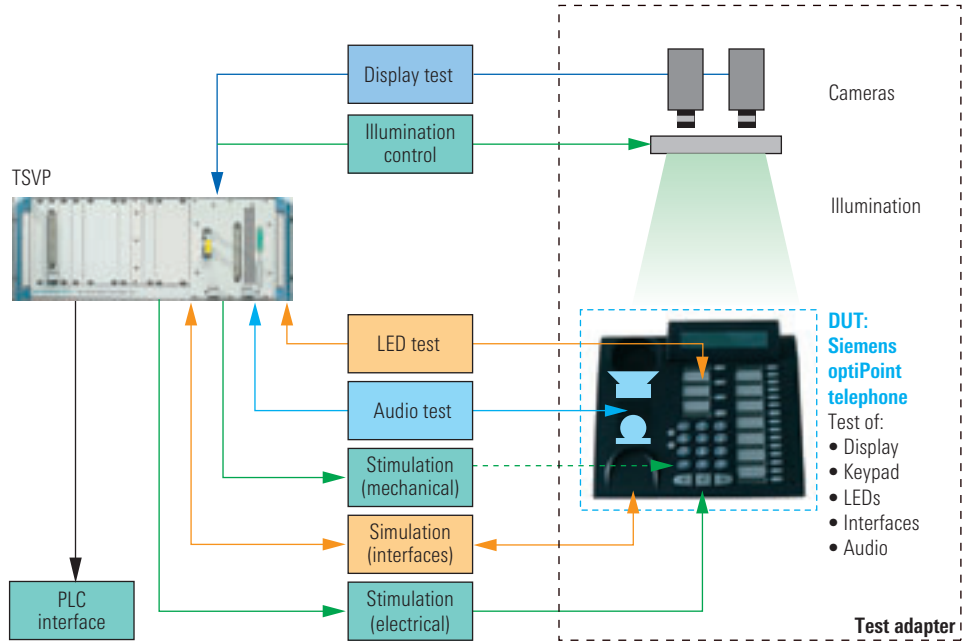 Display test
Cameras
Illumination
control
TSVP
Illumination
DUT:
Siemens
optiPoint
telephone
LED test
Audio test
Test of:
• Display
• Keypad
• LEDs
• Interfaces
• Audio
Stimulation
(mechanical)
Simulation
(interfaces)
PLC
interface
Stimulation
(electrical)
Test adapter